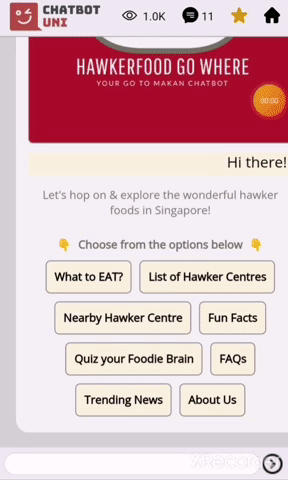 CHATBOT
UNI
1.0K
11
HAWKERFOOD GO WHERE
YOUR GO TO MAKAN CHATBOT
00:00
Hi there!
Let's hop on & explore the wonderful hawker
foods in Singapore!
Choose from the options below
What to EAT?
List of Hawker Centres
Nearby Hawker Centre
Fun Facts
Quiz your Foodie Brain
FAQs
Trending News
About Us